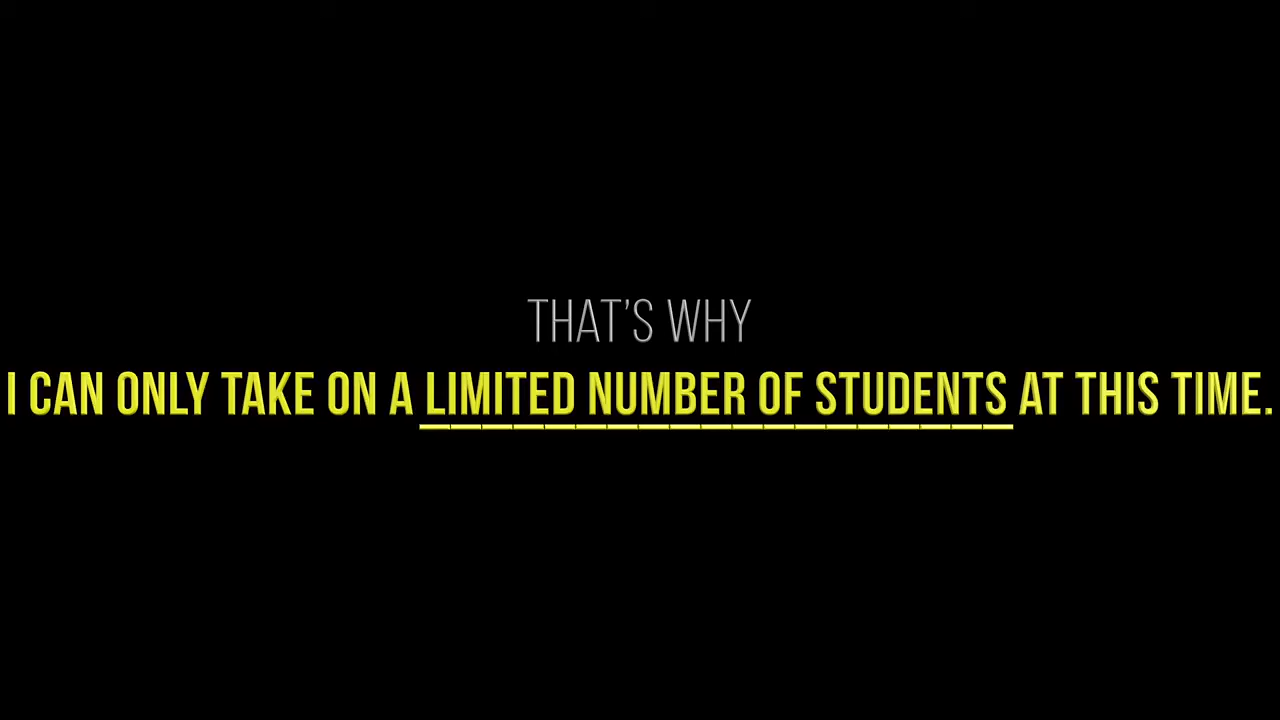 THAT'S WHY
I CAN ONLY TAKE ON A LIMITED NUMBER OF STUDENTS AT THIS TIME.